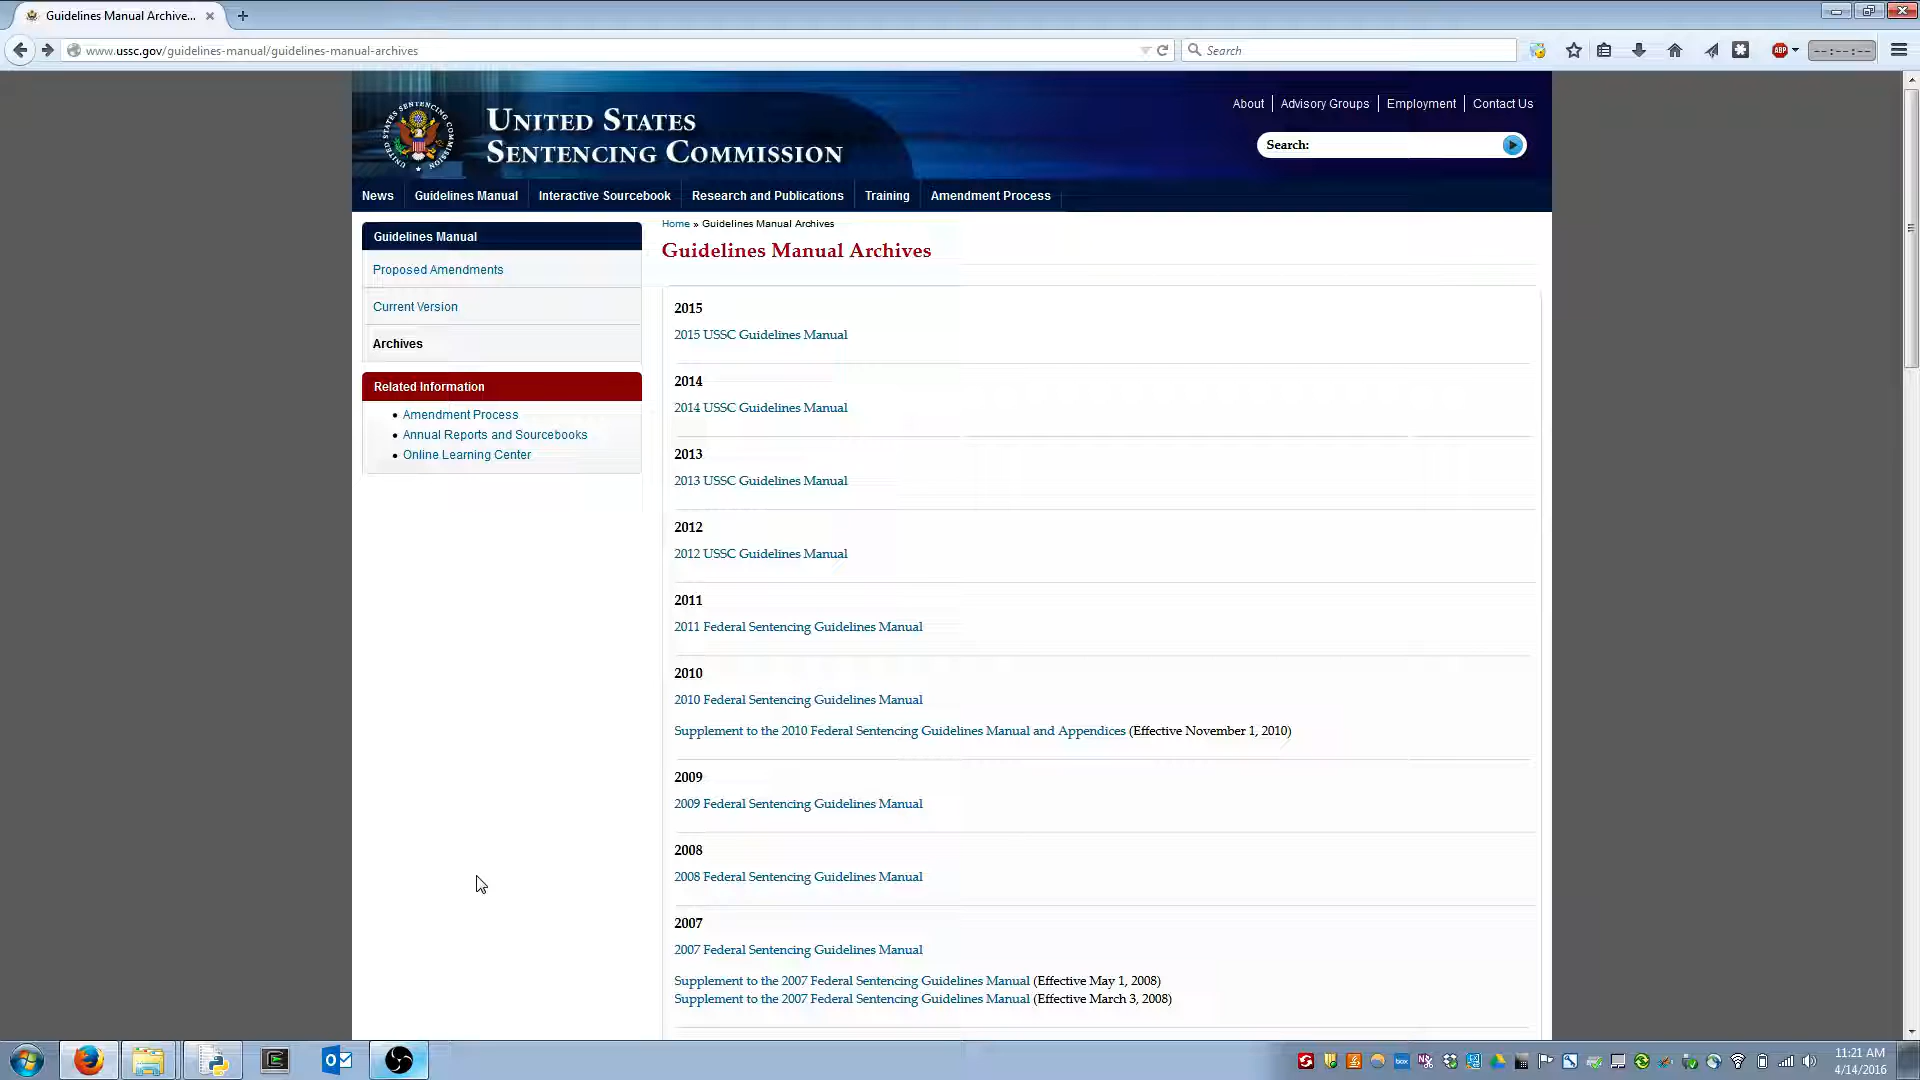 Guidelines Manual Archive...
www.ussc.gov/guidelines-manual/guidelines-manual-archives
Search
ABP
--:--:--
UNITED STATES
SENTENCING COMMISSION
UNITED STATES SENTENCING COMMISSION
About
Advisory Groups
Employment
Contact Us
Search:
News
Guidelines Manual
Interactive Sourcebook
Research and Publications
Training
Amendment Process
Guidelines Manual
Proposed Amendments
Current Version
Archives
Related Information
Amendment Process
Annual Reports and Sourcebooks
Online Learning Center
Home » Guidelines Manual Archives
Guidelines Manual Archives
2015
2015 USSC Guidelines Manual
2014
2014 USSC Guidelines Manual
2013
2013 USSC Guidelines Manual
2012
2012 USSC Guidelines Manual
2011
2011 Federal Sentencing Guidelines Manual
2010
2010 Federal Sentencing Guidelines Manual
Supplement to the 2010 Federal Sentencing Guidelines Manual and Appendices (Effective November 1, 2010)
2009
2009 Federal Sentencing Guidelines Manual
2008
2008 Federal Sentencing Guidelines Manual
2007
2007 Federal Sentencing Guidelines Manual
Supplement to the 2007 Federal Sentencing Guidelines Manual (Effective May 1, 2008)
Supplement to the 2007 Federal Sentencing Guidelines Manual (Effective March 3, 2008)
11:21 AM
4/14/2016